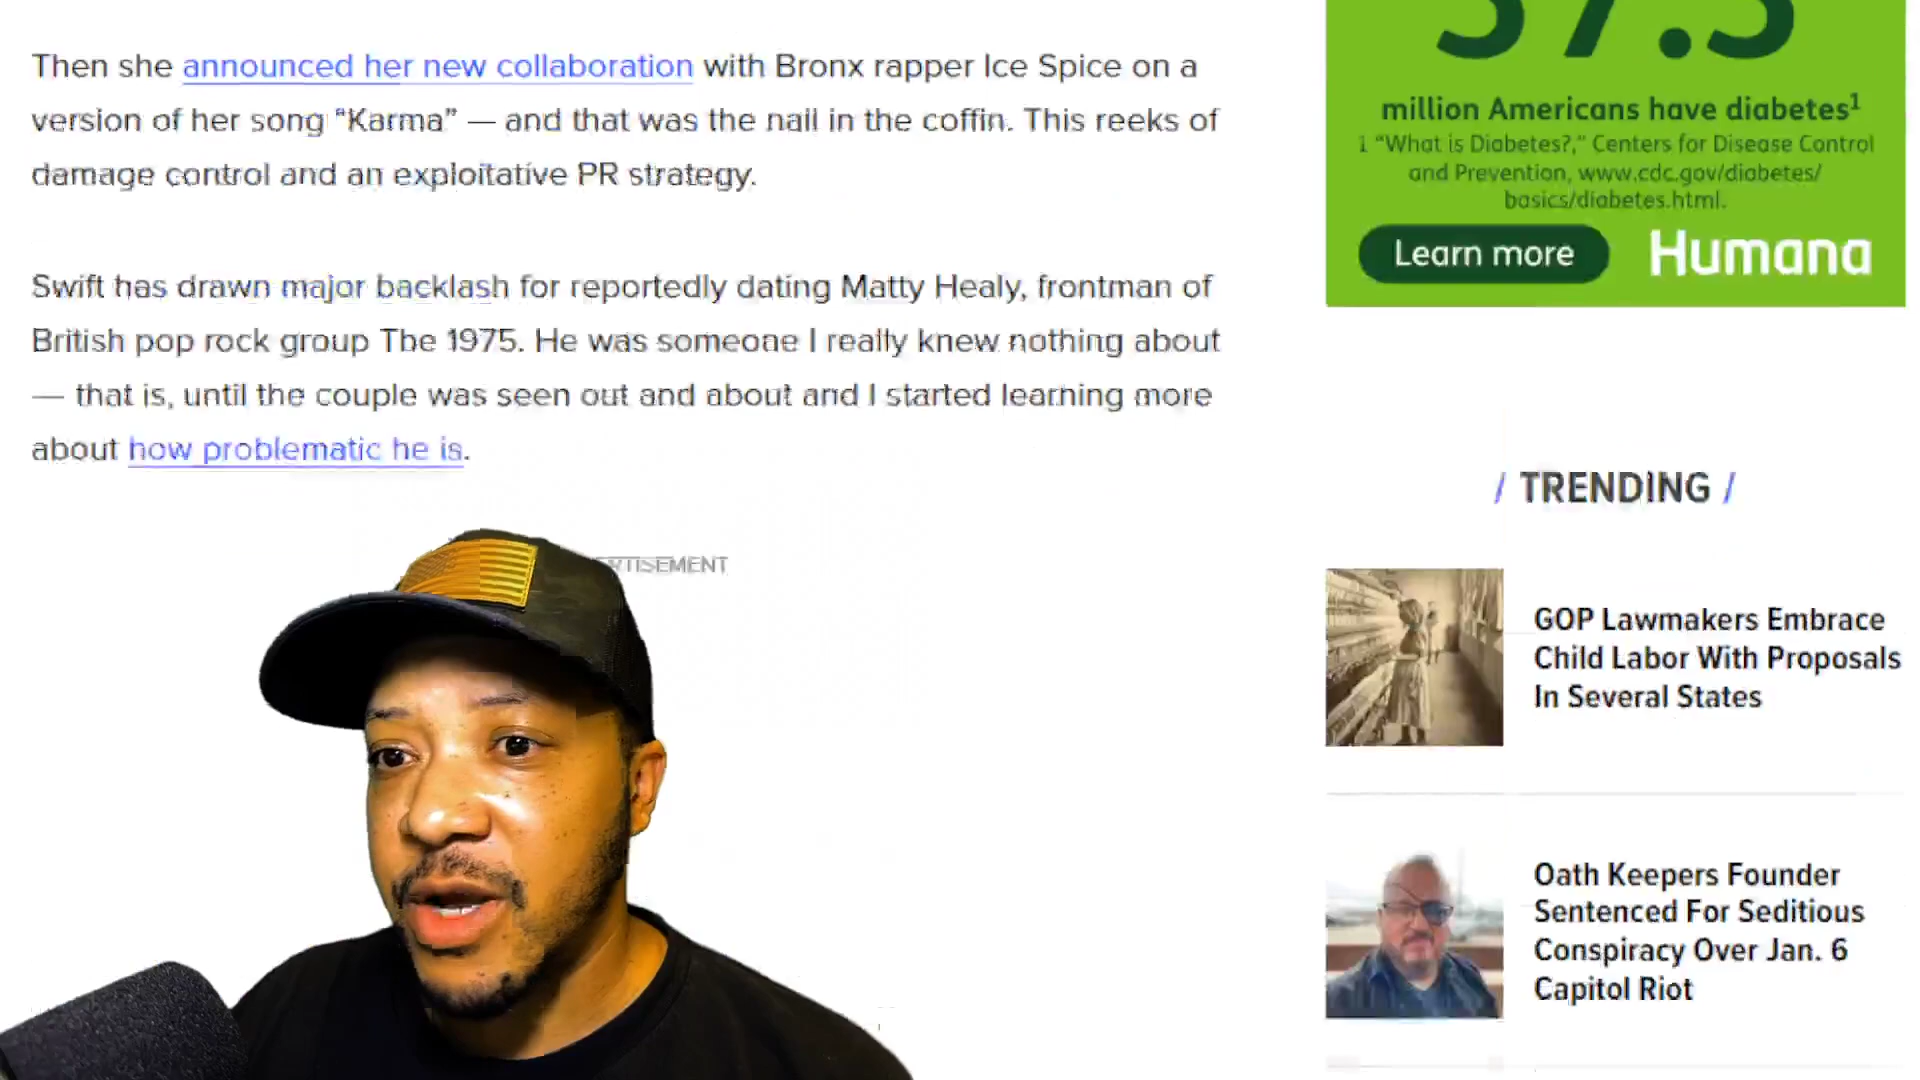 Then she announced her new collaboration with Bronx rapper Ice Spice on a
version of her song “Karma” — and that was the nail in the coffin. This reeks of
damage control and an exploitative PR strategy.
Swift has drawn major backlash for reportedly dating Matty Healy, frontman of
British pop rock group The 1975. He was someone I really knew nothing about
— that is, until the couple was seen out and about and I started learning more
about how problematic he is.
RTISEMENT
37.3
million Americans have diabetes¹
1 “What is Diabetes?,” Centers for Disease Control
and Prevention, www.cdc.gov/diabetes/
basics/diabetes.html.
Learn more Humana
/ TRENDING /
GOP Lawmakers Embrace
Child Labor With Proposals
In Several States
Oath Keepers Founder
Sentenced For Seditious
Conspiracy Over Jan. 6
Capitol Riot